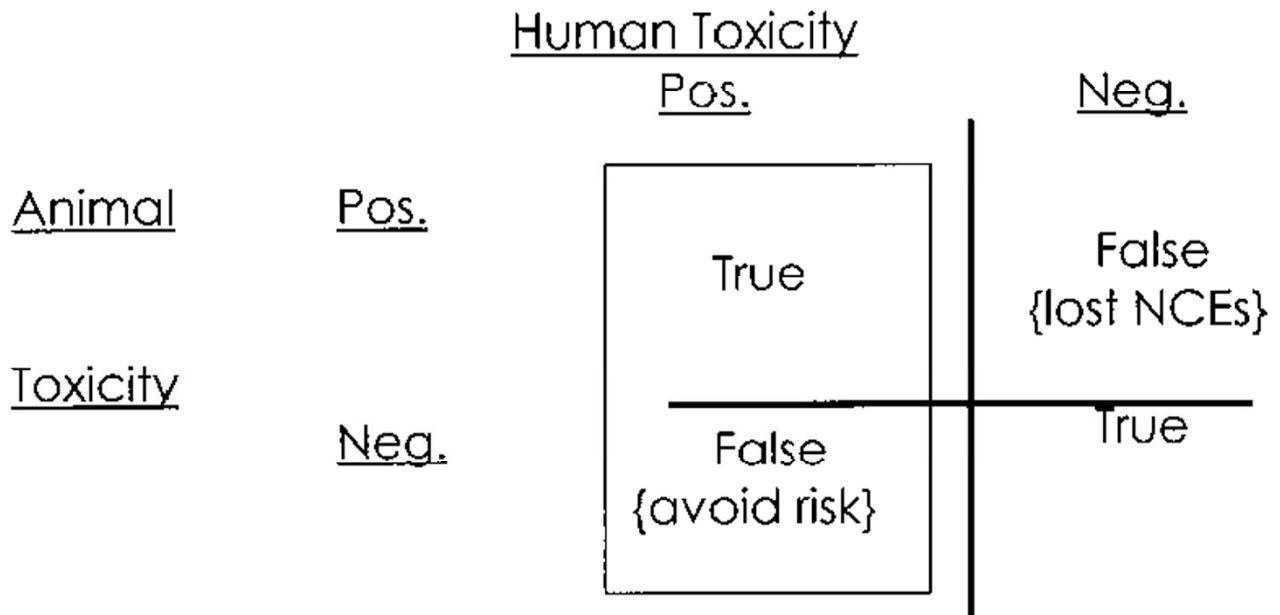 Human Toxicity
Pos. Neg.
Animal Pos.
True
False
{lost NCEs}
Toxicity
Neg.
False
{avoid risk}
True